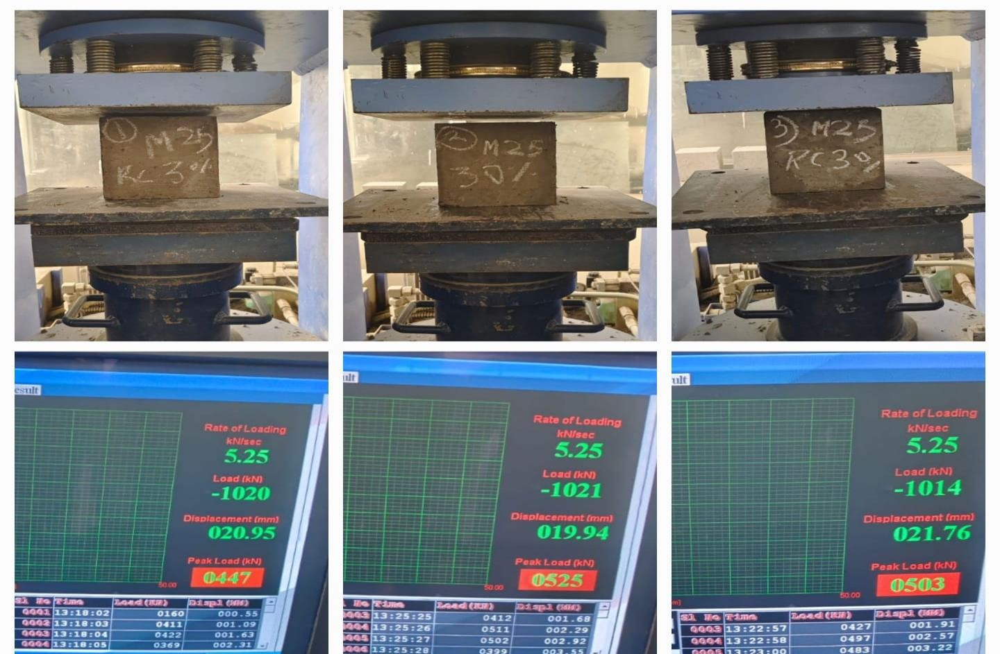 ① M25
RC 3%
② M25
30%
3) M25
RC 30%
esult
Rate of Loading
kN/sec
5.25
Load (kN)
-1020
Displacement (mm)
020.95
Peak Load (kN)
0447
50.00
Sl No Time Load(KN) Displ(MM)
0001 13:18:02 0160 000.55
0002 13:18:03 0411 001.09
0003 13:18:04 0422 001.63
0004 13:18:05 0369 002.31
ult
Rate of Loading
kN/sec
5.25
Load (kN)
-1021
Displacement (mm)
019.94
Peak Load (kN)
0525
50.00
No Time Load(KN) Displ(MM)
0003 13:25:25 0412 001.68
0004 13:25:26 0511 002.29
0005 13:25:27 0502 002.92
0006 13:25:28 0399 003.55
ult
Rate of Loading
kN/sec
5.25
Load (kN)
-1014
Displacement (mm)
021.76
Peak Load (kN)
0503
50.00
m)
Sl No Time Load(KN) Displ(MM)
0003 13:22:57 0427 001.91
0004 13:22:58 0497 002.57
0005 13:23:00 0483 003.22